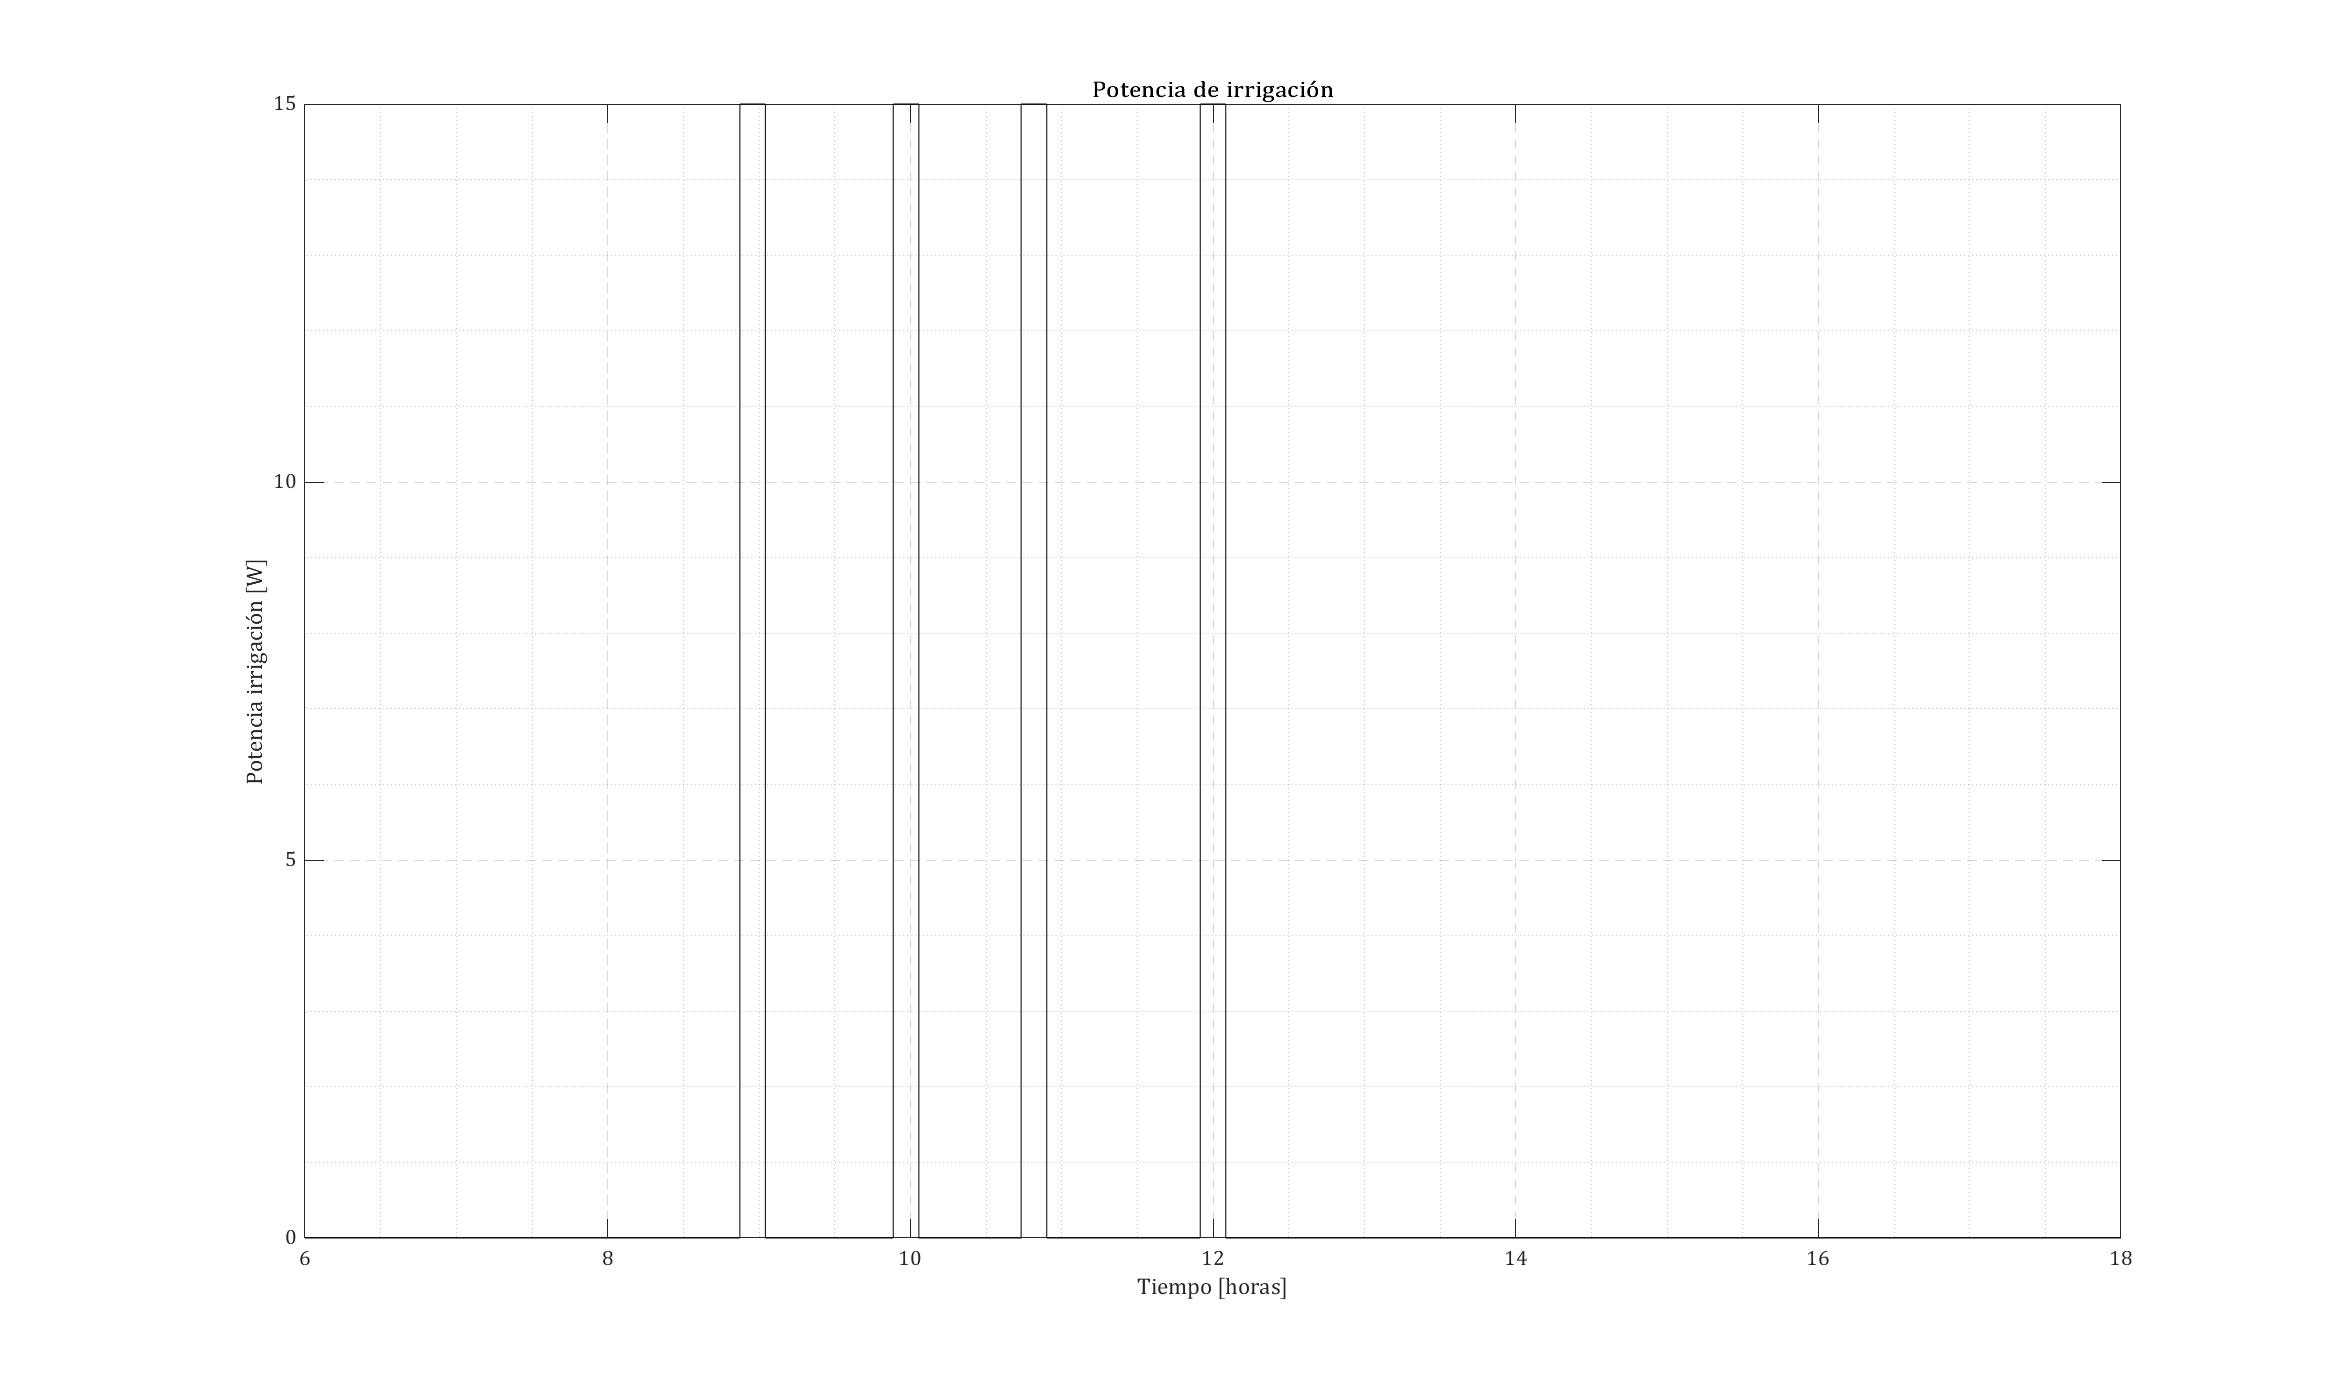 Potencia de irrigación
15
10
5
0
Potencia irrigación [W]
6 8 10 12 14 16 18
Tiempo [horas]